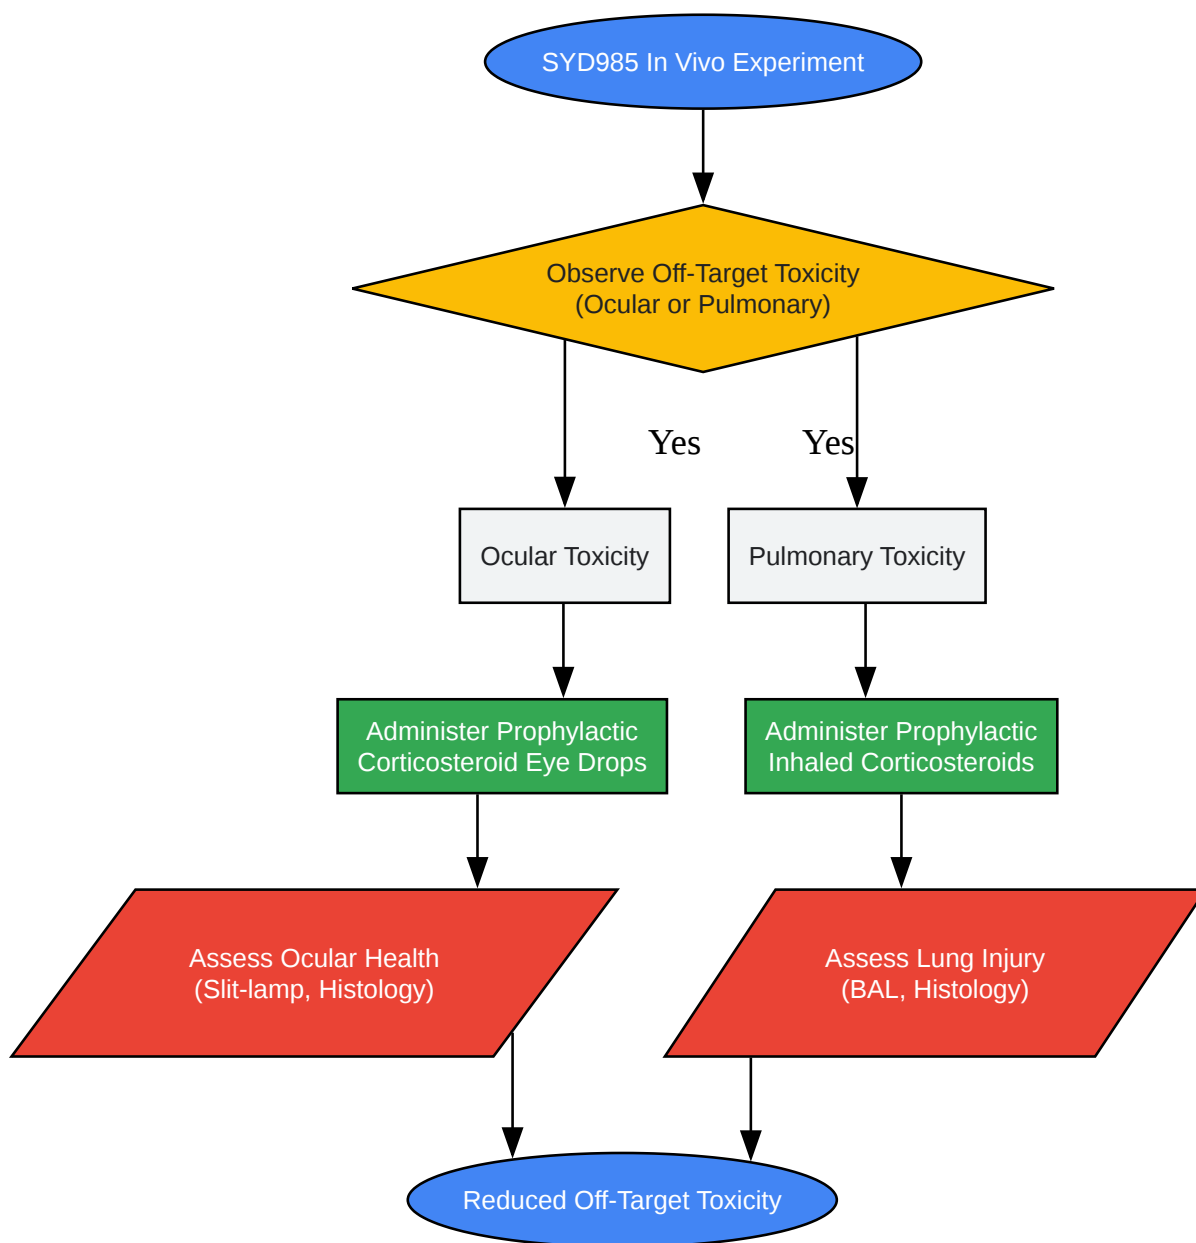 SYD985 In Vivo Experiment
Observe Off-Target Toxicity
(Ocular or Pulmonary)
Yes
Yes
Ocular Toxicity
Pulmonary Toxicity
Administer Prophylactic
Corticosteroid Eye Drops
Administer Prophylactic
Inhaled Corticosteroids
Assess Ocular Health
(Slit-lamp, Histology)
Assess Lung Injury
(BAL, Histology)
Reduced Off-Target Toxicity